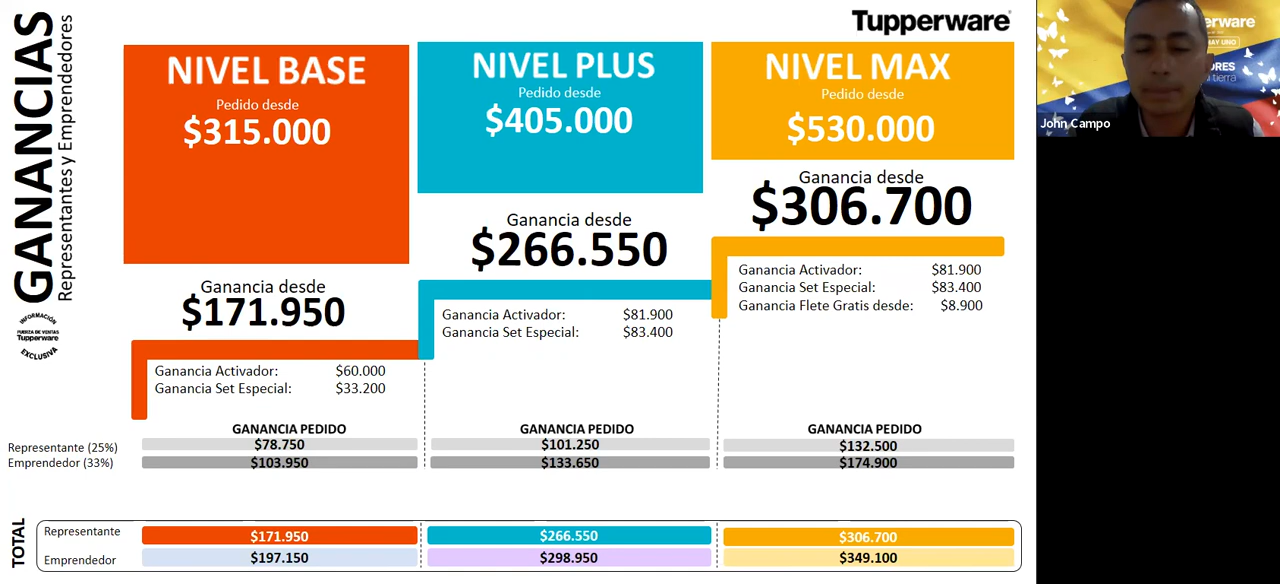 GANANCIAS
Representantes y Emprendedores
INFORMACIÓN
FUERZA DE VENTAS
Tupperware
EXCLUSIVA
Tupperware
NIVEL BASE
Pedido desde
$315.000
NIVEL PLUS
Pedido desde
$405.000
NIVEL MAX
Pedido desde
$530.000
Ganancia desde
$171.950
Ganancia desde
$266.550
Ganancia desde
$306.700
Ganancia Activador: $60.000
Ganancia Set Especial: $33.200
Ganancia Activador: $81.900
Ganancia Set Especial: $83.400
Ganancia Activador: $81.900
Ganancia Set Especial: $83.400
Ganancia Flete Gratis desde: $8.900
GANANCIA PEDIDO GANANCIA PEDIDO GANANCIA PEDIDO
Representante (25%) $78.750 $101.250 $132.500
Emprendedor (33%) $103.950 $133.650 $174.900
TOTAL
Representante $171.950 $266.550 $306.700
Emprendedor $197.150 $298.950 $349.100
erware
HAY UNO
ORES
tierra
John Campo